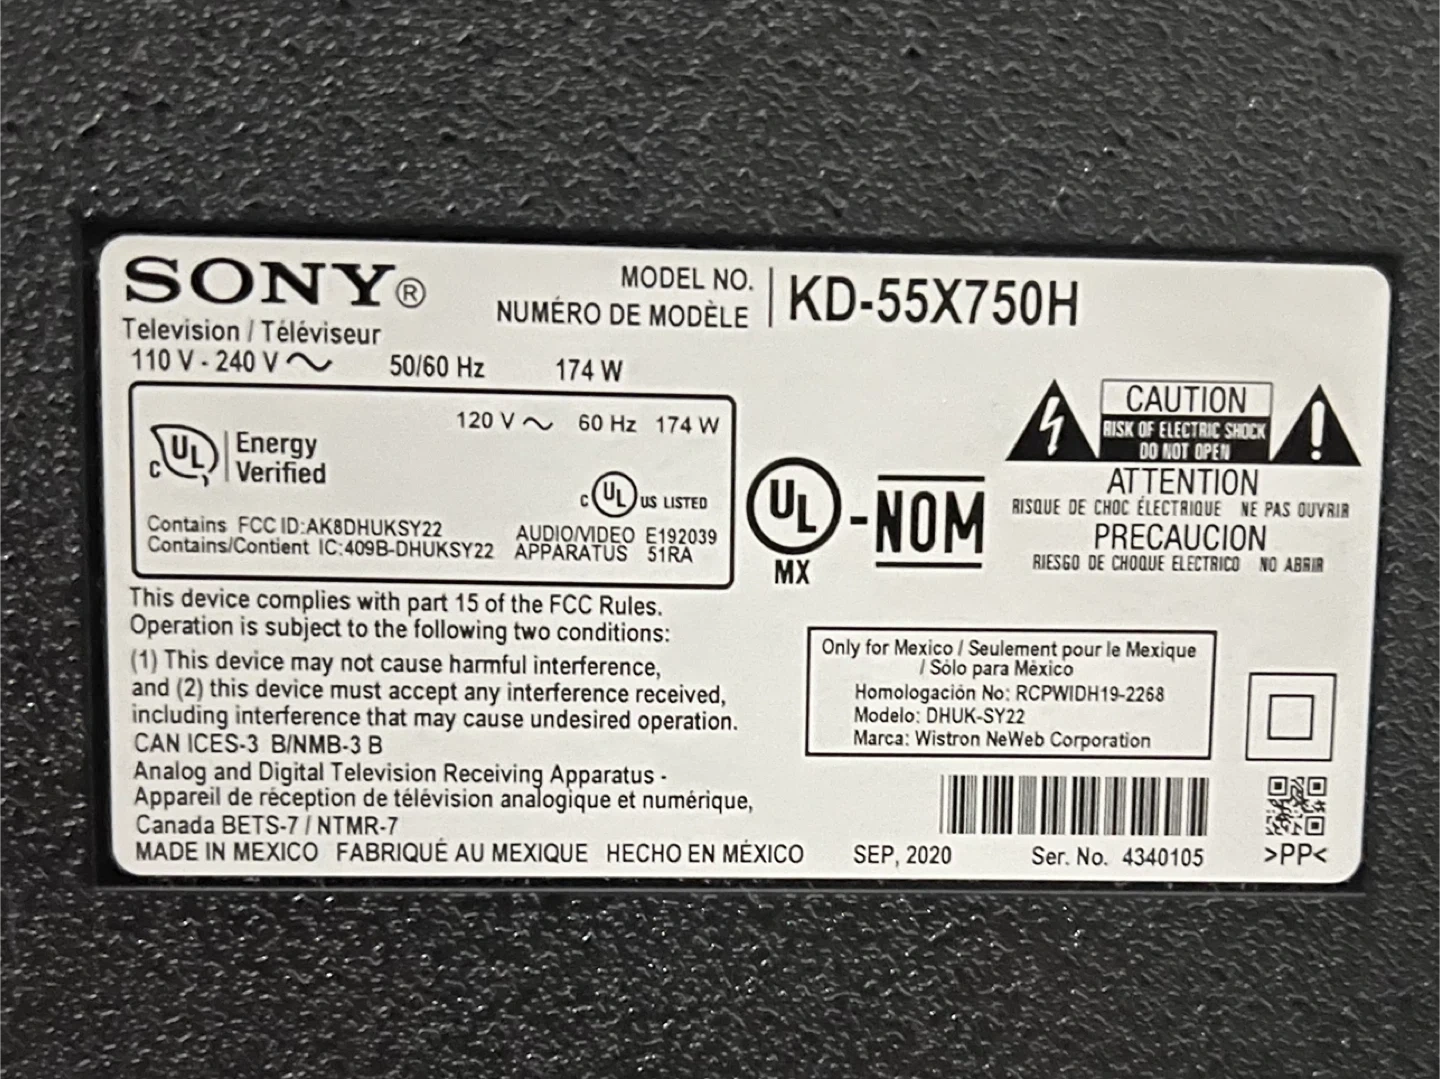 SONY®
MODEL NO.
NUMÉRO DE MODÈLE
KD-55X750H
Television / Téléviseur
110 V - 240 V ~ 50/60 Hz 174 W
120 V ~ 60 Hz 174 W
C UL Energy
Verified
C UL US LISTED
Contains FCC ID:AK8DHUKSY22
Contains/Contient IC:409B-DHUKSY22
AUDIO/VIDEO E192039
APPARATUS 51RA
UL -NOM
MX
CAUTION
RISK OF ELECTRIC SHOCK
DO NOT OPEN
ATTENTION
RISQUE DE CHOC ÉLECTRIQUE NE PAS OUVRIR
PRECAUCION
RIESGO DE CHOQUE ELECTRICO NO ABRIR
This device complies with part 15 of the FCC Rules.
Operation is subject to the following two conditions:
(1) This device may not cause harmful interference,
and (2) this device must accept any interference received,
including interference that may cause undesired operation.
CAN ICES-3 B/NMB-3 B
Analog and Digital Television Receiving Apparatus -
Appareil de réception de télévision analogique et numérique,
Canada BETS-7 / NTMR-7
MADE IN MEXICO FABRIQUÉ AU MEXIQUE HECHO EN MÉXICO
Only for Mexico / Seulement pour le Mexique
/ Sólo para México
Homologación No: RCPWIDH19-2268
Modelo: DHUK-SY22
Marca: Wistron NeWeb Corporation
SEP, 2020
Ser. No. 4340105
>PP<